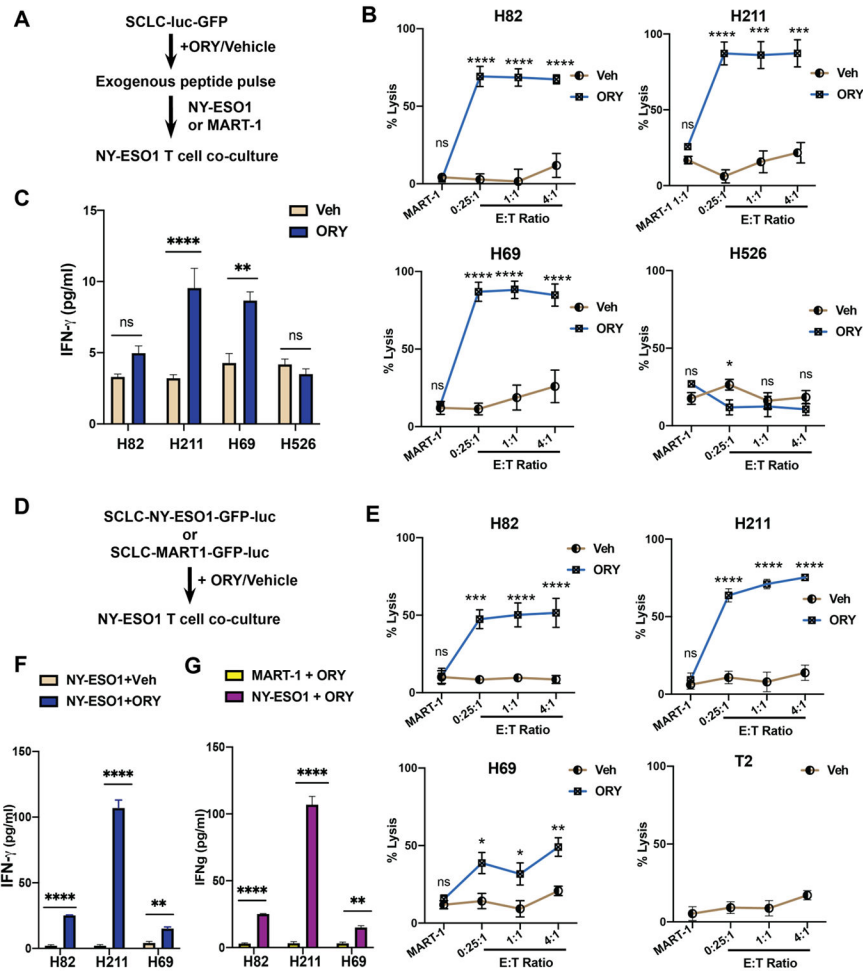 A
SCLC-luc-GFP
+ORY/Vehicle
Exogenous peptide pulse
NY-ESO1
or MART-1
NY-ESO1 T cell co-culture
B
H82
% Lysis
100
50
0
ns
**** **** ****
Veh
ORY
MART-1
0:25:1
1:1
4:1
E:T Ratio
H211
% Lysis
100
50
0
ns
**** *** ***
Veh
ORY
MART-1 1:1
0:25:1
1:1
4:1
E:T Ratio
H69
% Lysis
100
50
0
ns
**** **** ****
Veh
ORY
MART-1
0:25:1
1:1
4:1
E:T Ratio
H526
% Lysis
100
50
0
ns
*
ns
ns
Veh
ORY
MART-1
0:25:1
1:1
4:1
E:T Ratio
C
Veh
ORY
IFN-γ (pg/ml)
15
10
5
0
ns
****
**
ns
H82
H211
H69
H526
D
SCLC-NY-ESO1-GFP-luc
or
SCLC-MART1-GFP-luc
+ ORY/Vehicle
NY-ESO1 T cell co-culture
E
H82
% Lysis
100
50
0
ns
*** **** ****
Veh
ORY
MART-1
0:25:1
1:1
4:1
E:T Ratio
H211
% Lysis
100
50
0
ns
**** **** ****
Veh
ORY
MART-1
0:25:1
1:1
4:1
E:T Ratio
H69
% Lysis
100
50
0
ns
* * **
Veh
ORY
MART-1
0:25:1
1:1
4:1
E:T Ratio
T2
% Lysis
100
50
0
Veh
MART-1
0:25:1
1:1
4:1
E:T Ratio
F
NY-ESO1+Veh
NY-ESO1+ORY
IFN-γ (pg/ml)
150
100
50
0
****
****
**
H82
H211
H69
G
MART-1 + ORY
NY-ESO1 + ORY
IFNg (pg/ml)
150
100
50
0
****
****
**
H82
H211
H69